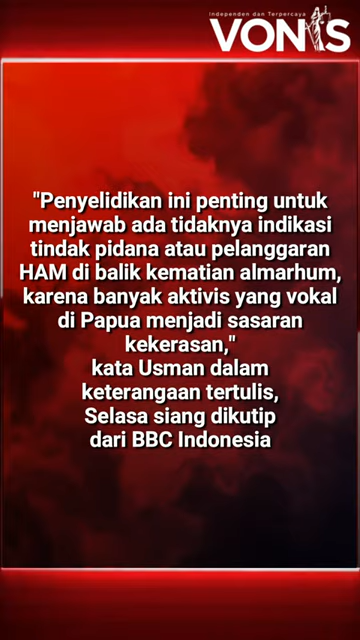 Independen dan Terpercaya
VONIS
"Penyelidikan ini penting untuk
menjawab ada tidaknya indikasi
tindak pidana atau pelanggaran
HAM di balik kematian almarhum,
karena banyak aktivis yang vokal
di Papua menjadi sasaran
kekerasan,"
kata Usman dalam
keterangaan tertulis,
Selasa siang dikutip
dari BBC Indonesia